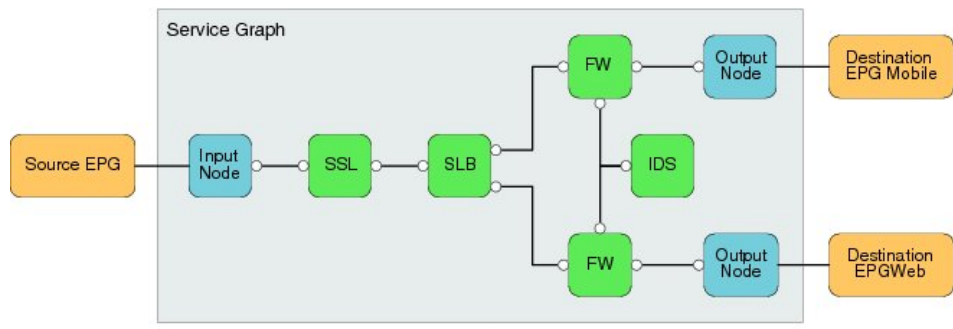 Service Graph
FW
Output
Node
Destination
EPG Mobile
Source EPG
Input
Node
SSL
SLB
IDS
FW
Output
Node
Destination
EPGWeb